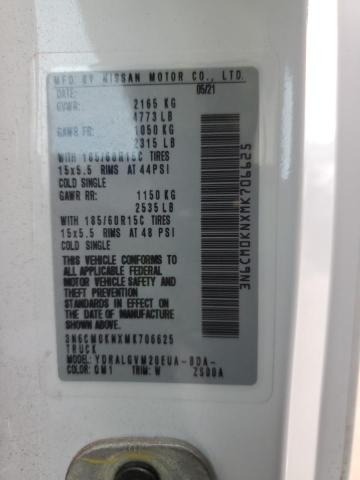 MFD BY NISSAN MOTOR CO., LTD.
DATE: 05/21
GVWR: 2165 KG
4773 LB
GAWR FR: 1050 KG
2315 LB
WITH 185/60R15C TIRES
15x5.5 RIMS AT 44PSI
COLD SINGLE
GAWR RR: 1150 KG
2535 LB
WITH 185/60R15C TIRES
15x5.5 RIMS AT 48 PSI
COLD SINGLE
THIS VEHICLE CONFORMS TO
ALL APPLICABLE FEDERAL
MOTOR VEHICLE SAFETY
AND THEFT PREVENTION
STANDARDS IN EFFECT ON
THE DATE OF MANUFACTURE
SHOWN ABOVE.
3N6CM0KNXMK706625
TRUCK
MODEL: YDRALGVM20EUA-BDA-
COLOR: QM1 TRIM: W ZS00A
3N6CM0KNXMK706625